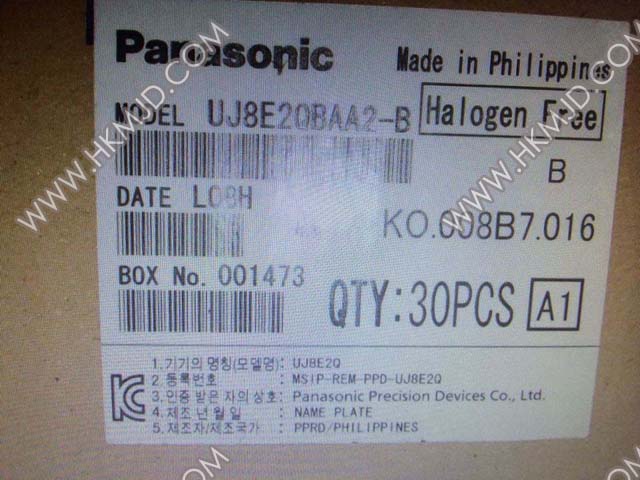 Panasonic
Made in Philippines
MODEL UJ8E2QBAA2-B
Halogen Free
B
DATE L08H
KO.008B7.016
BOX No. 001473
QTY:30PCS A1
1.기기의 명칭(모델명): UJ8E2Q
2. 등록번호 : MSIP-REM-PPD-UJ8E2Q
3. 인증 받은 자의 상호: Panasonic Precision Devices Co., Ltd.
4. 제조 년 월 일 : NAME PLATE
5. 제조자/제조국가 : PPRD/PHILIPPINES
WWW.HKMJD.COM
WWW.HKMJD.COM